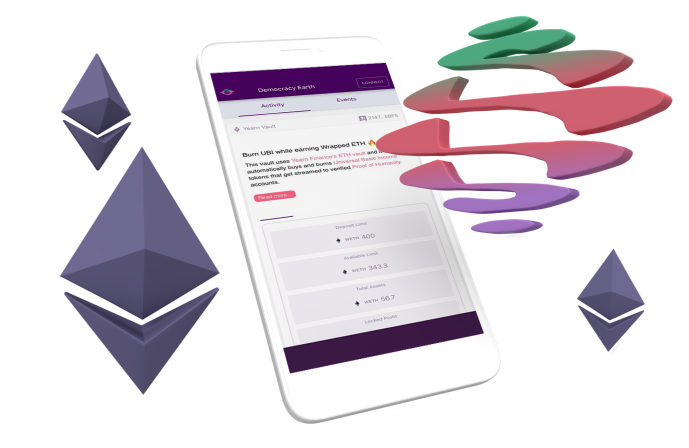 Democracy Earth
CONNECT
Activity
Events
Yearn Vault
Burn UBI while earning Wrapped ETH 🔥
This vault uses Yearn Finance's ETH vault and
automatically buys and burns Universal Basic Income
tokens that get streamed to verified Proof of Humanity
accounts.
Read more...
Deposit Limit
WETH 400
Available Limit
WETH 343.3
Total Assets
WETH 56.7
Locked Profit